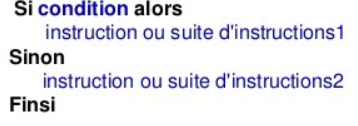 Si condition alors
instruction ou suite d'instructions1
Sinon
instruction ou suite d'instructions2
Finsi